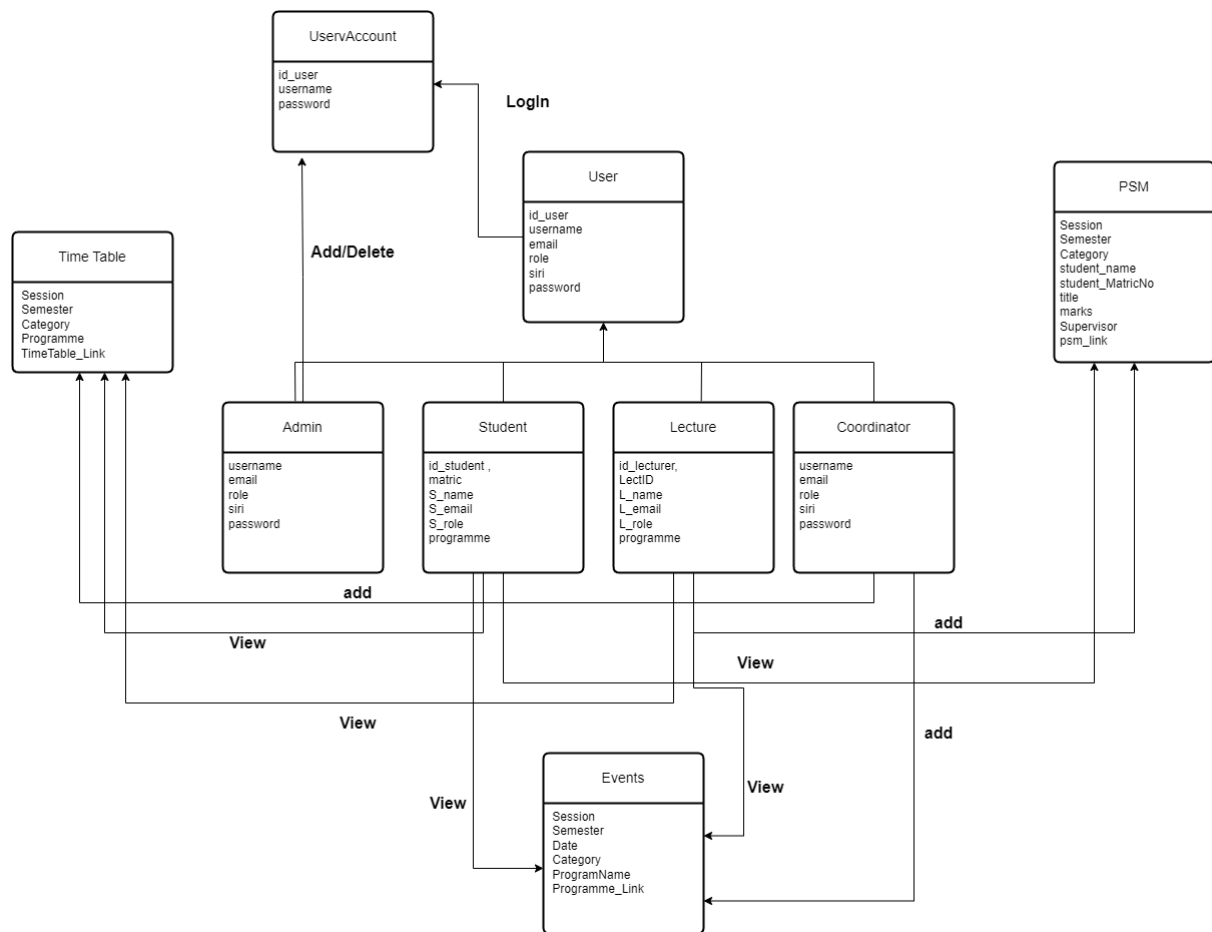 UservAccount
id_user
username
password
LogIn
User
id_user
username
email
role
siri
password
PSM
Session
Semester
Category
student_name
student_MatricNo
title
marks
Supervisor
psm_link
Time Table
Session
Semester
Category
Programme
TimeTable_Link
Add/Delete
Admin
username
email
role
siri
password
Student
id_student ,
matric
S_name
S_email
S_role
programme
Lecture
id_lecturer,
LectID
L_name
L_email
L_role
programme
Coordinator
username
email
role
siri
password
add
View
add
View
View
add
View
View
Events
Session
Semester
Date
Category
ProgramName
Programme_Link